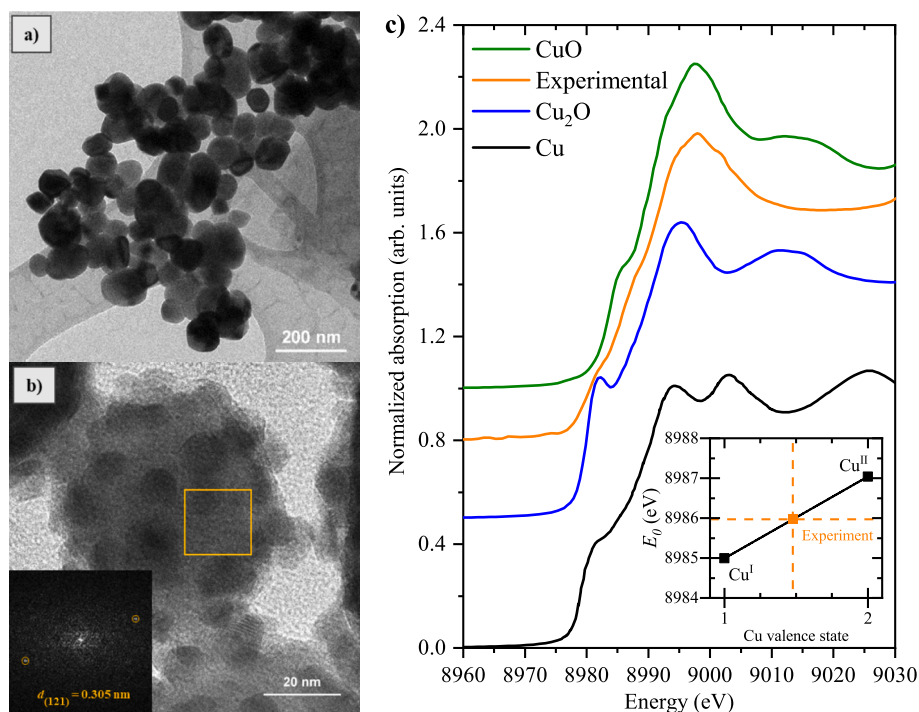 a)
200 nm
b)
d(121) = 0.305 nm
20 nm
c)
CuO
Experimental
Cu₂O
Cu
Normalized absorption (arb. units)
2.4
2.0
1.6
1.2
0.8
0.4
0.0
8960 8970 8980 8990 9000 9010 9020 9030
Energy (eV)
E₀ (eV)
8988
8987
8986
8985
8984
Cuᴵᴵ
Experiment
Cuᴵ
1 2
Cu valence state